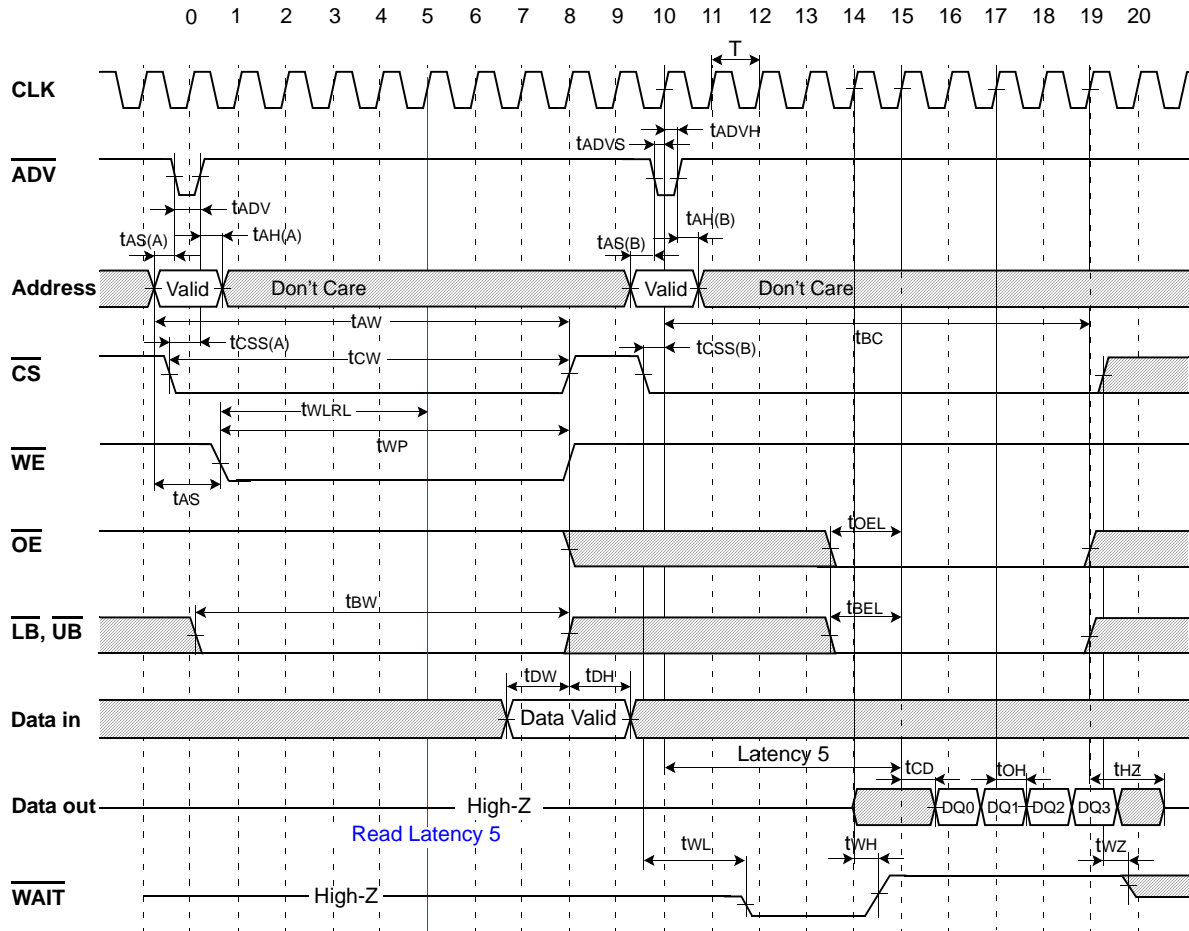 0 1 2 3 4 5 6 7 8 9 10 11 12 13 14 15 16 17 18 19 20
T
CLK
tADVH
tADVS
ADV
tADV
tAH(B)
tAS(A)
tAH(A)
tAS(B)
Address
Valid
Don't Care
Valid
Don't Care
tAW
tBC
tCSS(A)
tCSS(B)
tCW
CS
tWLRL
tWP
WE
tAS
OE
tOEL
tBW
tBEL
LB, UB
tDW
tDH
Data in
Data Valid
Latency 5
tCD
tOH
tHZ
Data out
High-Z
DQ0
DQ1
DQ2
DQ3
Read Latency 5
tWL
tWH
tWZ
WAIT
High-Z